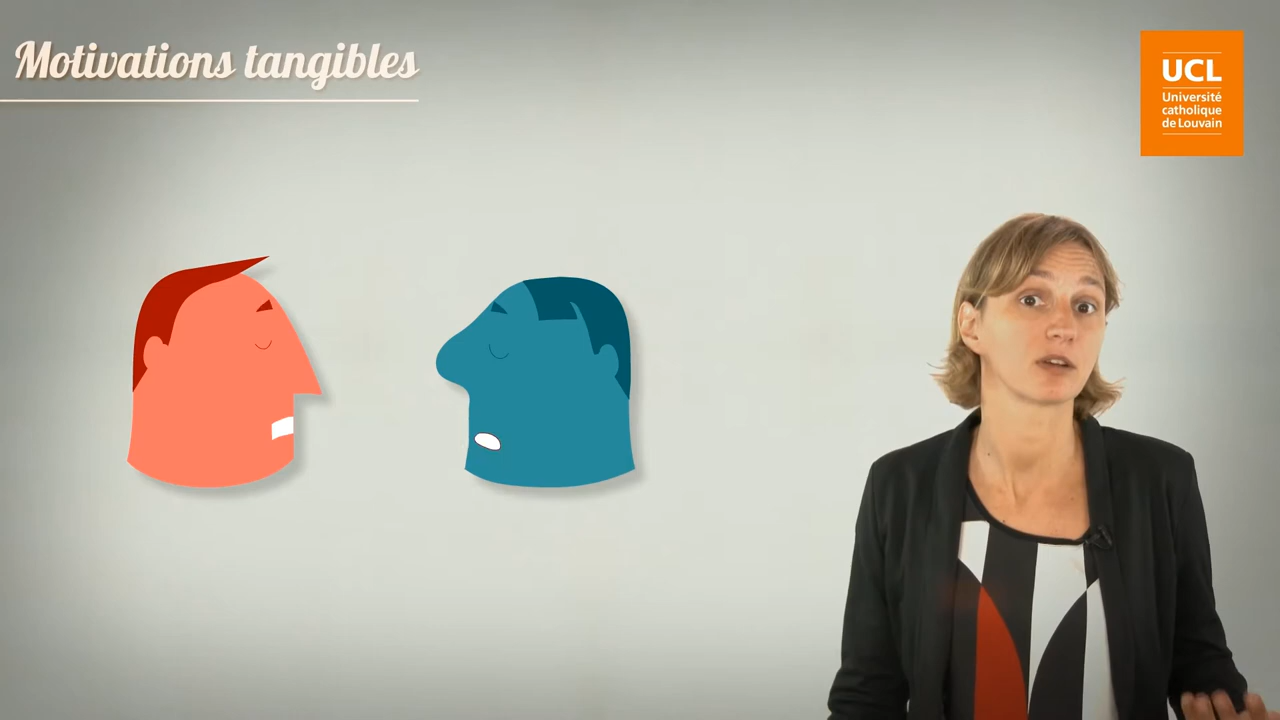 Motivations tangibles
UCL
Université
catholique
de Louvain